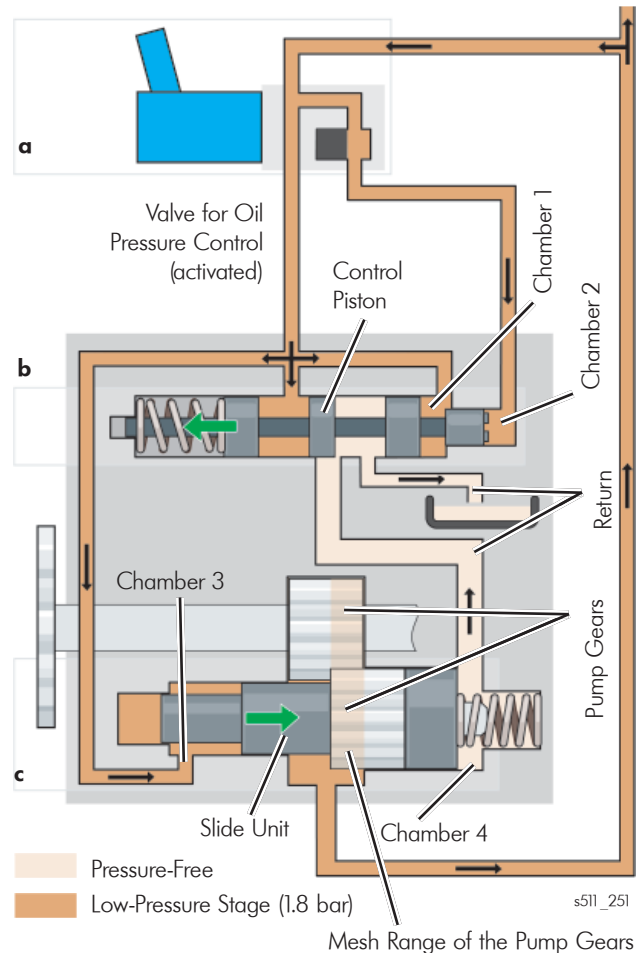 a
Valve for Oil
Pressure Control
(activated)
Control
Piston
Chamber 1
Chamber 2
b
Return
Chamber 3
Pump Gears
c
Slide Unit
Chamber 4
Pressure-Free
Low-Pressure Stage (1.8 bar)
s511_251
Mesh Range of the Pump Gears